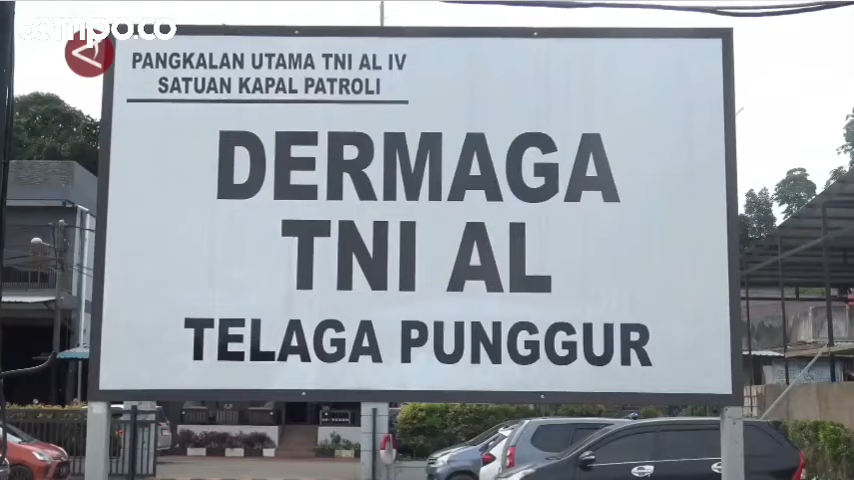 tempo.co
PANGKALAN UTAMA TNI AL IV
SATUAN KAPAL PATROLI
DERMAGA
TNI AL
TELAGA PUNGGUR